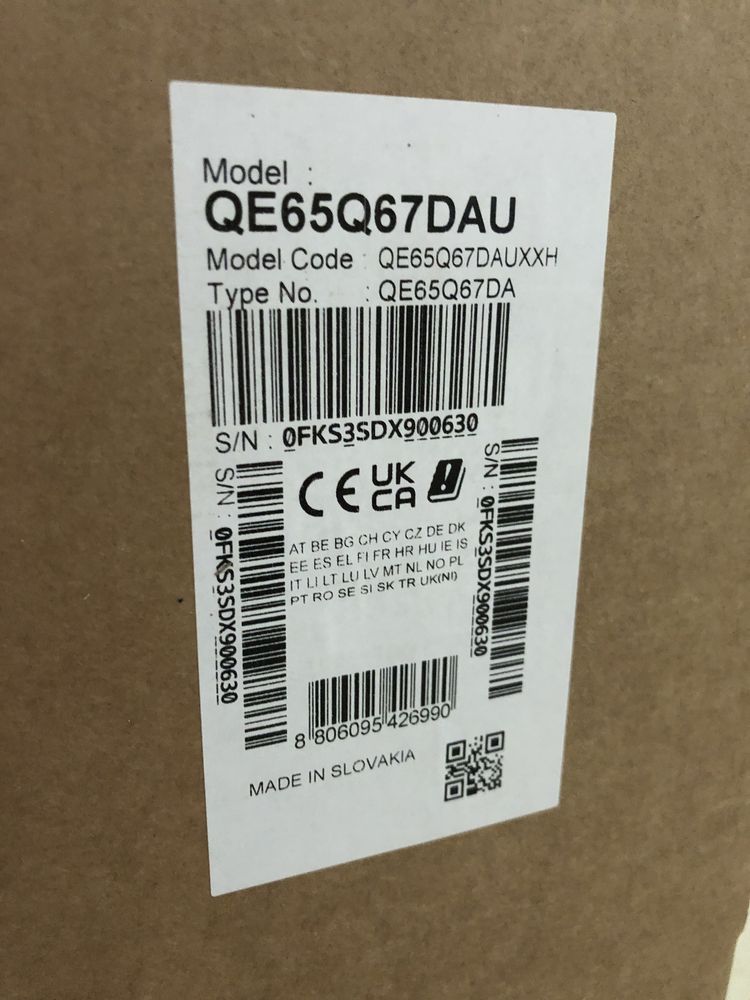 Model :
QE65Q67DAU
Model Code : QE65Q67DAUXXH
Type No. : QE65Q67DA
S/N : 0FKS3SDX900630
S/N : 0FKS3SDX900630
CE UK CA
S/N : 0FKS3SDX900630
AT BE BG CH CY CZ DE DK
EE ES EL FI FR HR HU IE IS
IT LI LT LU LV MT NL NO PL
PT RO SE SI SK TR UK(NI)
8 806095 426990
MADE IN SLOVAKIA